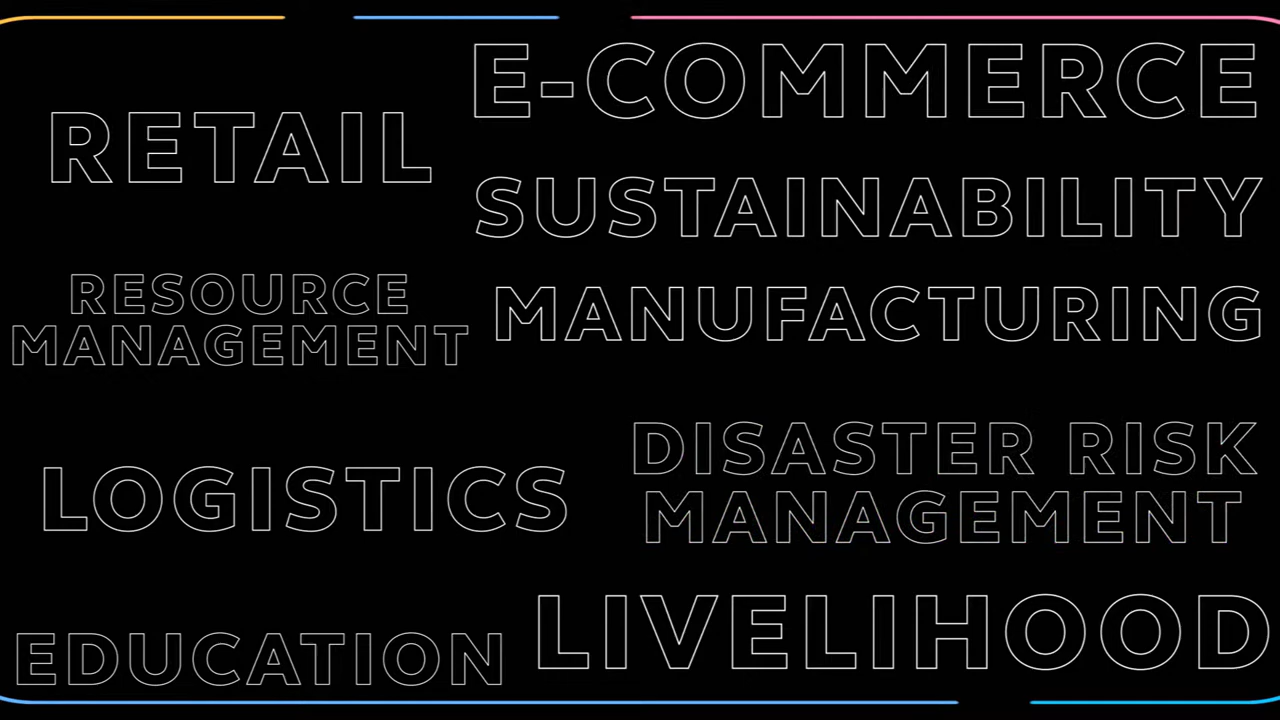 RETAIL
E-COMMERCE
SUSTAINABILITY
RESOURCE
MANAGEMENT
MANUFACTURING
LOGISTICS
DISASTER RISK
MANAGEMENT
EDUCATION
LIVELIHOOD